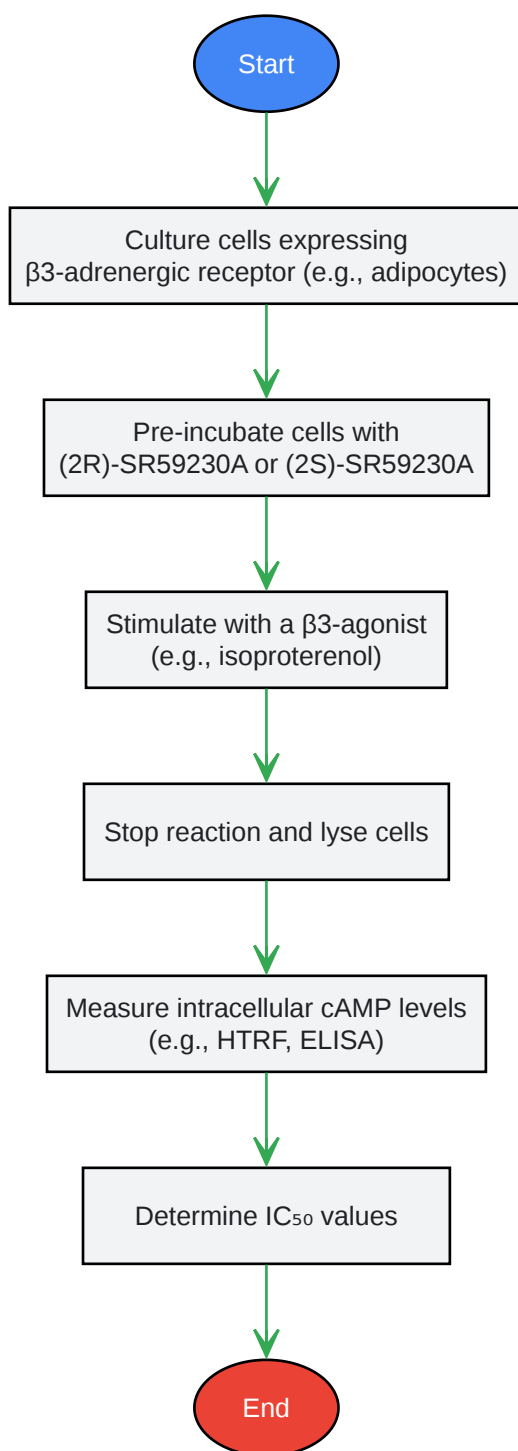 Start
Culture cells expressing
β3-adrenergic receptor (e.g., adipocytes)
Pre-incubate cells with
(2R)-SR59230A or (2S)-SR59230A
Stimulate with a β3-agonist
(e.g., isoproterenol)
Stop reaction and lyse cells
Measure intracellular cAMP levels
(e.g., HTRF, ELISA)
Determine IC₅₀ values
End